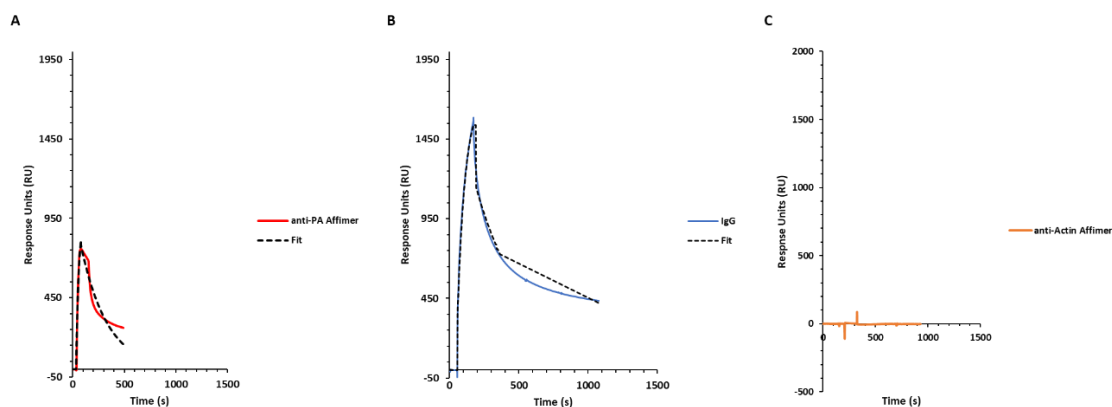 A
1950
1450
950
450
-50
Response Units (RU)
0
500
1000
1500
Time (s)
anti-PA Affimer
Fit
B
1950
1450
950
450
-50
Response Units (RU)
0
500
1000
1500
Time (s)
IgG
Fit
C
2000
1500
1000
500
0
-500
Response Units (RU)
0
500
1000
1500
Time (s)
anti-Actin Affimer